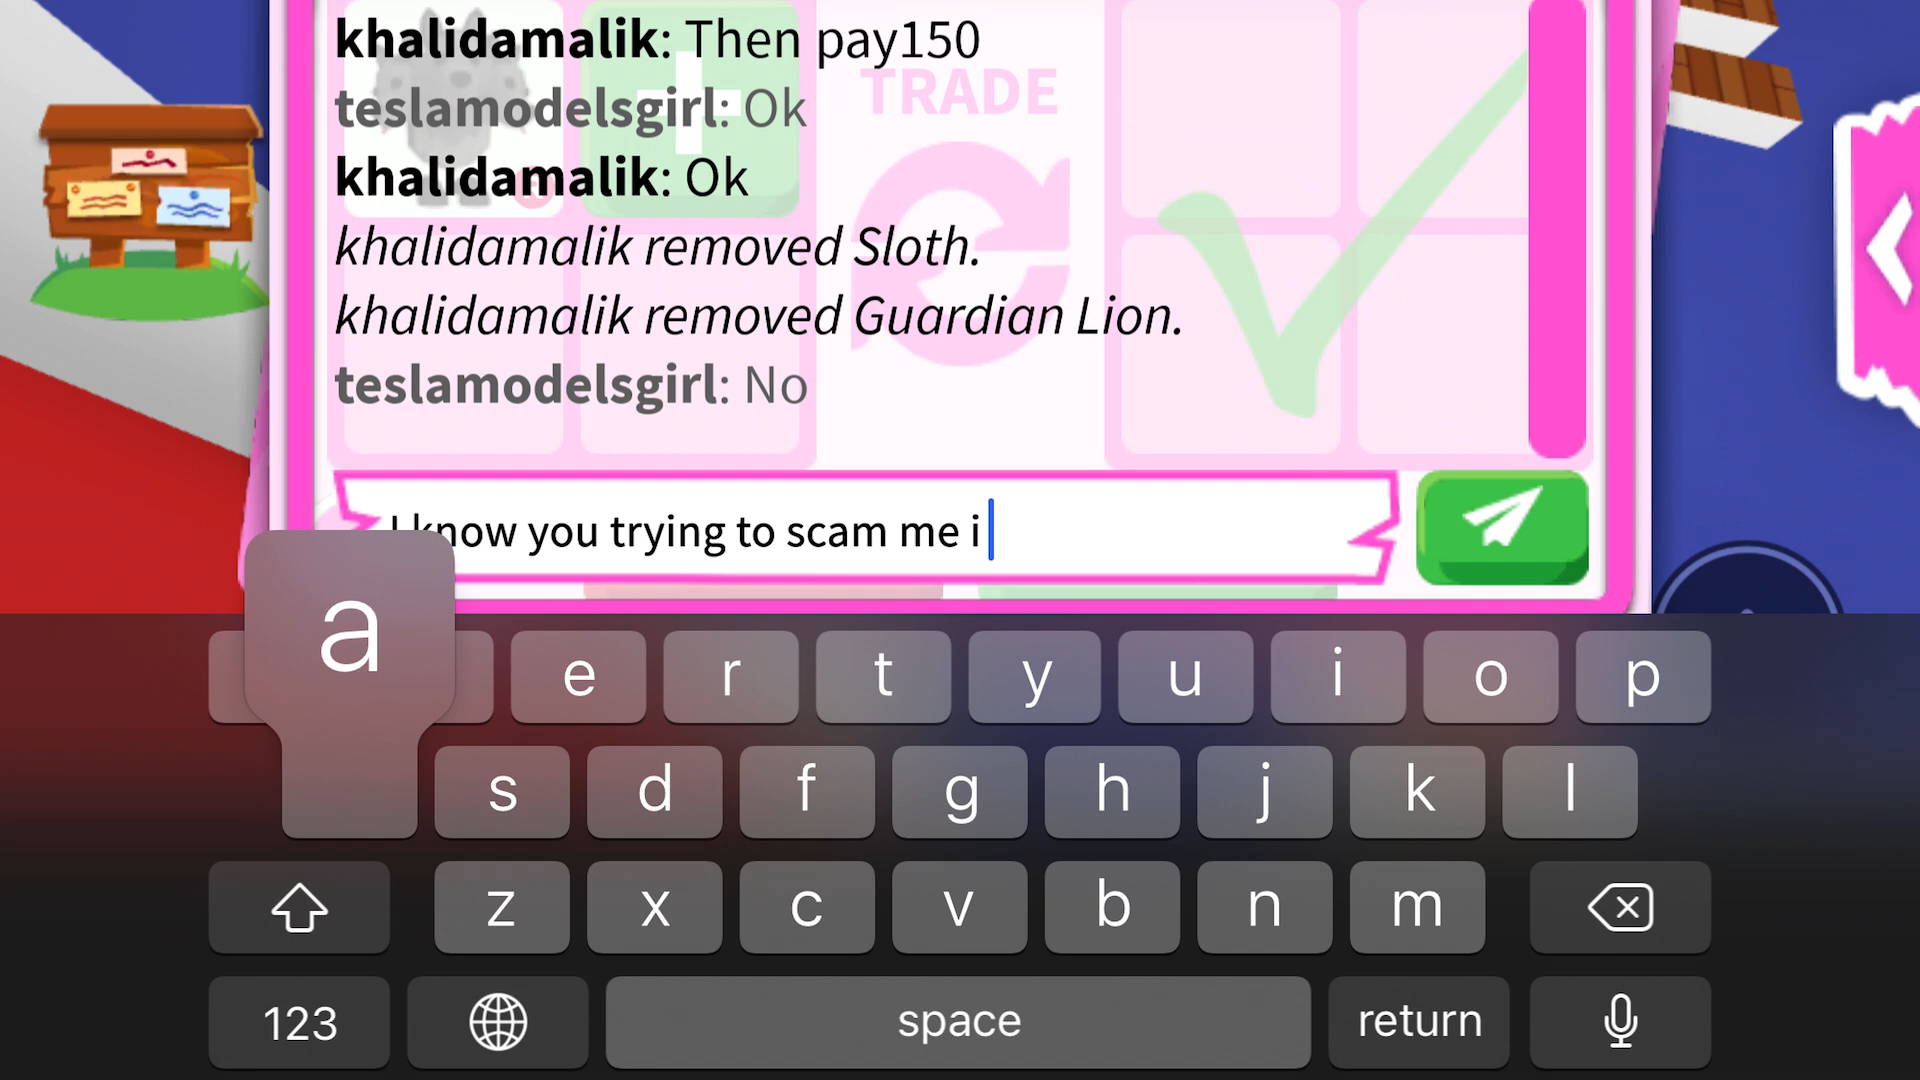 khalidamalik: Then pay150
TRADE
teslamodelsgirl: Ok
khalidamalik: Ok
khalidamalik removed Sloth.
khalidamalik removed Guardian Lion.
teslamodelsgirl: No
I know you trying to scam me i
a
e r t y u i o p
s d f g h j k l
z x c v b n m
123 space return